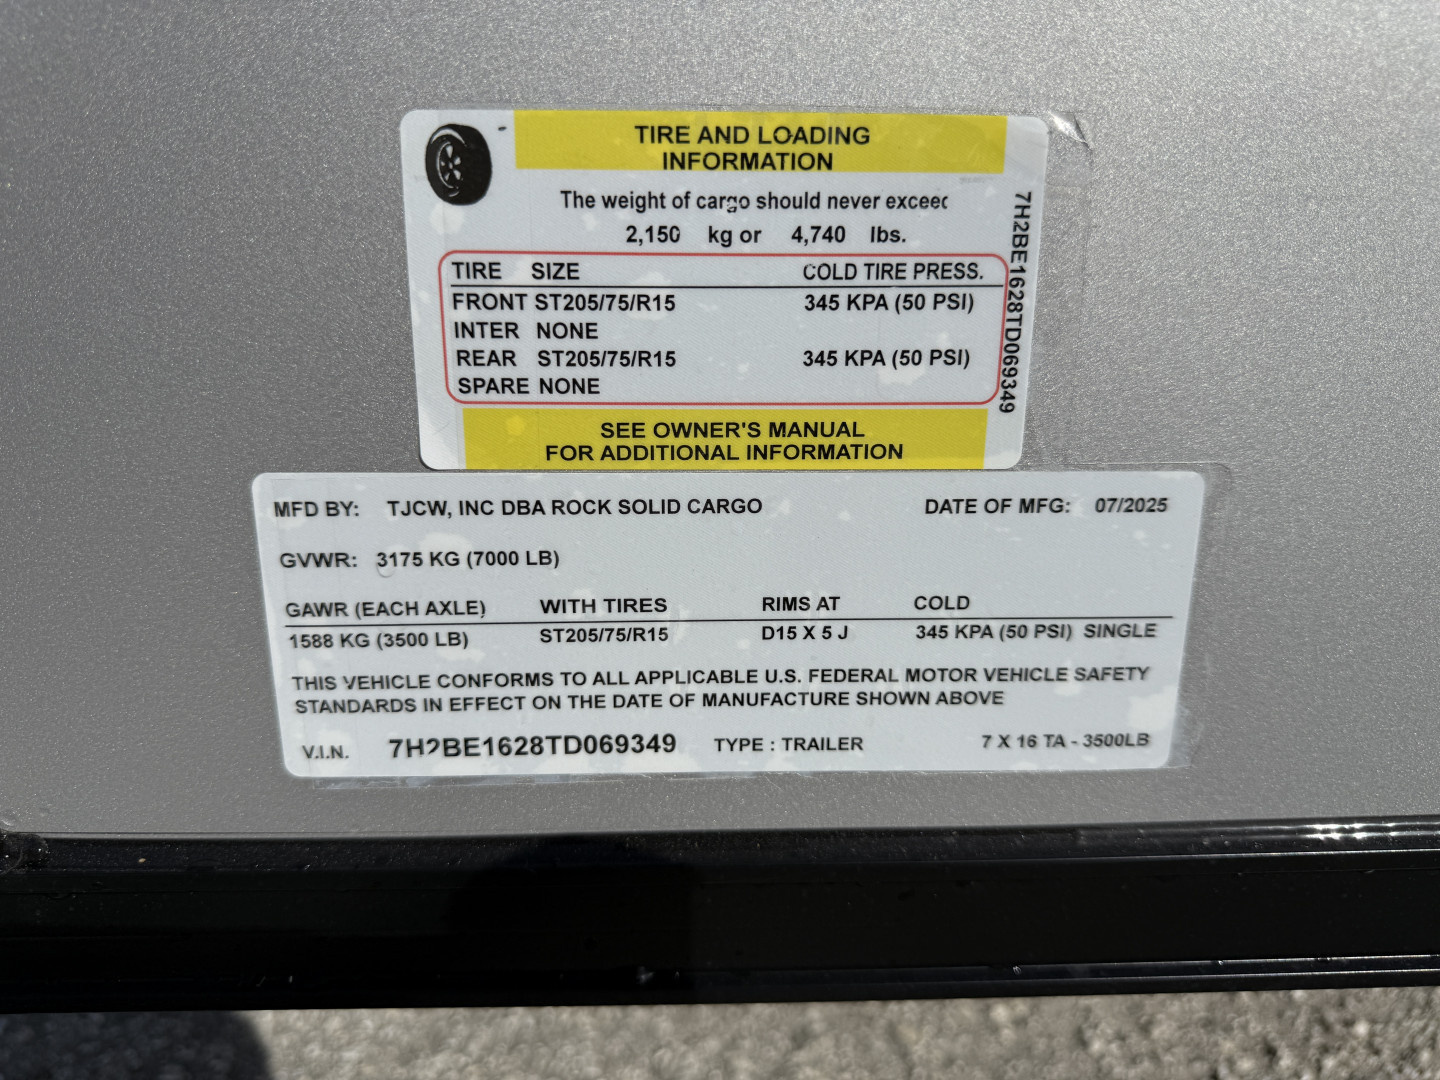 TIRE AND LOADING
INFORMATION
The weight of cargo should never exceed
2,150 kg or 4,740 lbs.
TIRE SIZE COLD TIRE PRESS.
FRONT ST205/75/R15 345 KPA (50 PSI)
INTER NONE
REAR ST205/75/R15 345 KPA (50 PSI)
SPARE NONE
SEE OWNER'S MANUAL
FOR ADDITIONAL INFORMATION
7H2BE1628TD069349
MFD BY: TJCW, INC DBA ROCK SOLID CARGO DATE OF MFG: 07/2025
GVWR: 3175 KG (7000 LB)
GAWR (EACH AXLE) WITH TIRES RIMS AT COLD
1588 KG (3500 LB) ST205/75/R15 D15 X 5 J 345 KPA (50 PSI) SINGLE
THIS VEHICLE CONFORMS TO ALL APPLICABLE U.S. FEDERAL MOTOR VEHICLE SAFETY
STANDARDS IN EFFECT ON THE DATE OF MANUFACTURE SHOWN ABOVE
V.I.N. 7H2BE1628TD069349 TYPE : TRAILER 7 X 16 TA - 3500LB